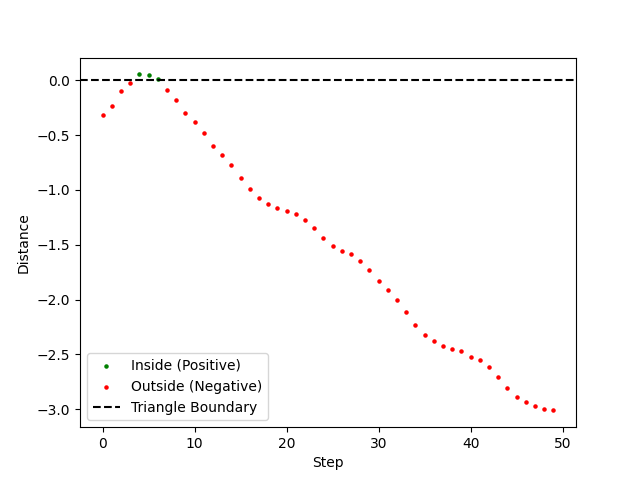 0.0
−0.5
−1.0
−1.5
−2.0
−2.5
−3.0
Distance
Inside (Positive)
Outside (Negative)
Triangle Boundary
0 10 20 30 40 50
Step